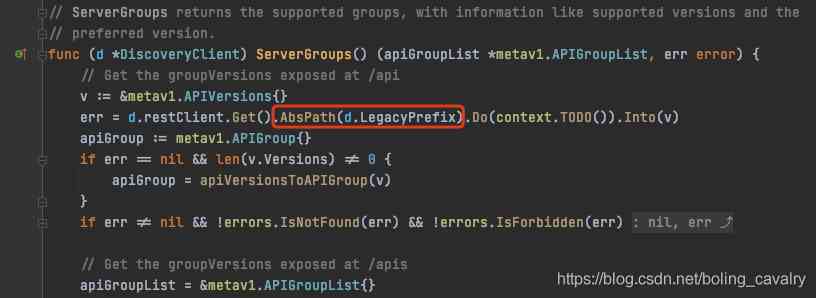 // ServerGroups returns the supported groups, with information like supported versions and the
// preferred version.
func (d *DiscoveryClient) ServerGroups() (apiGroupList *metav1.APIGroupList, err error) {
// Get the groupVersions exposed at /api
v := &metav1.APIVersions{}
err = d.restClient.Get().AbsPath(d.LegacyPrefix).Do(context.TODO()).Into(v)
apiGroup := metav1.APIGroup{}
if err == nil && len(v.Versions) ≠ 0 {
apiGroup = apiVersionsToAPIGroup(v)
}
if err ≠ nil && !errors.IsNotFound(err) && !errors.IsForbidden(err) : nil, err ⤴
// Get the groupVersions exposed at /apis
apiGroupList = &metav1.APIGroupList{}
https://blog.csdn.net/boling_cavalry